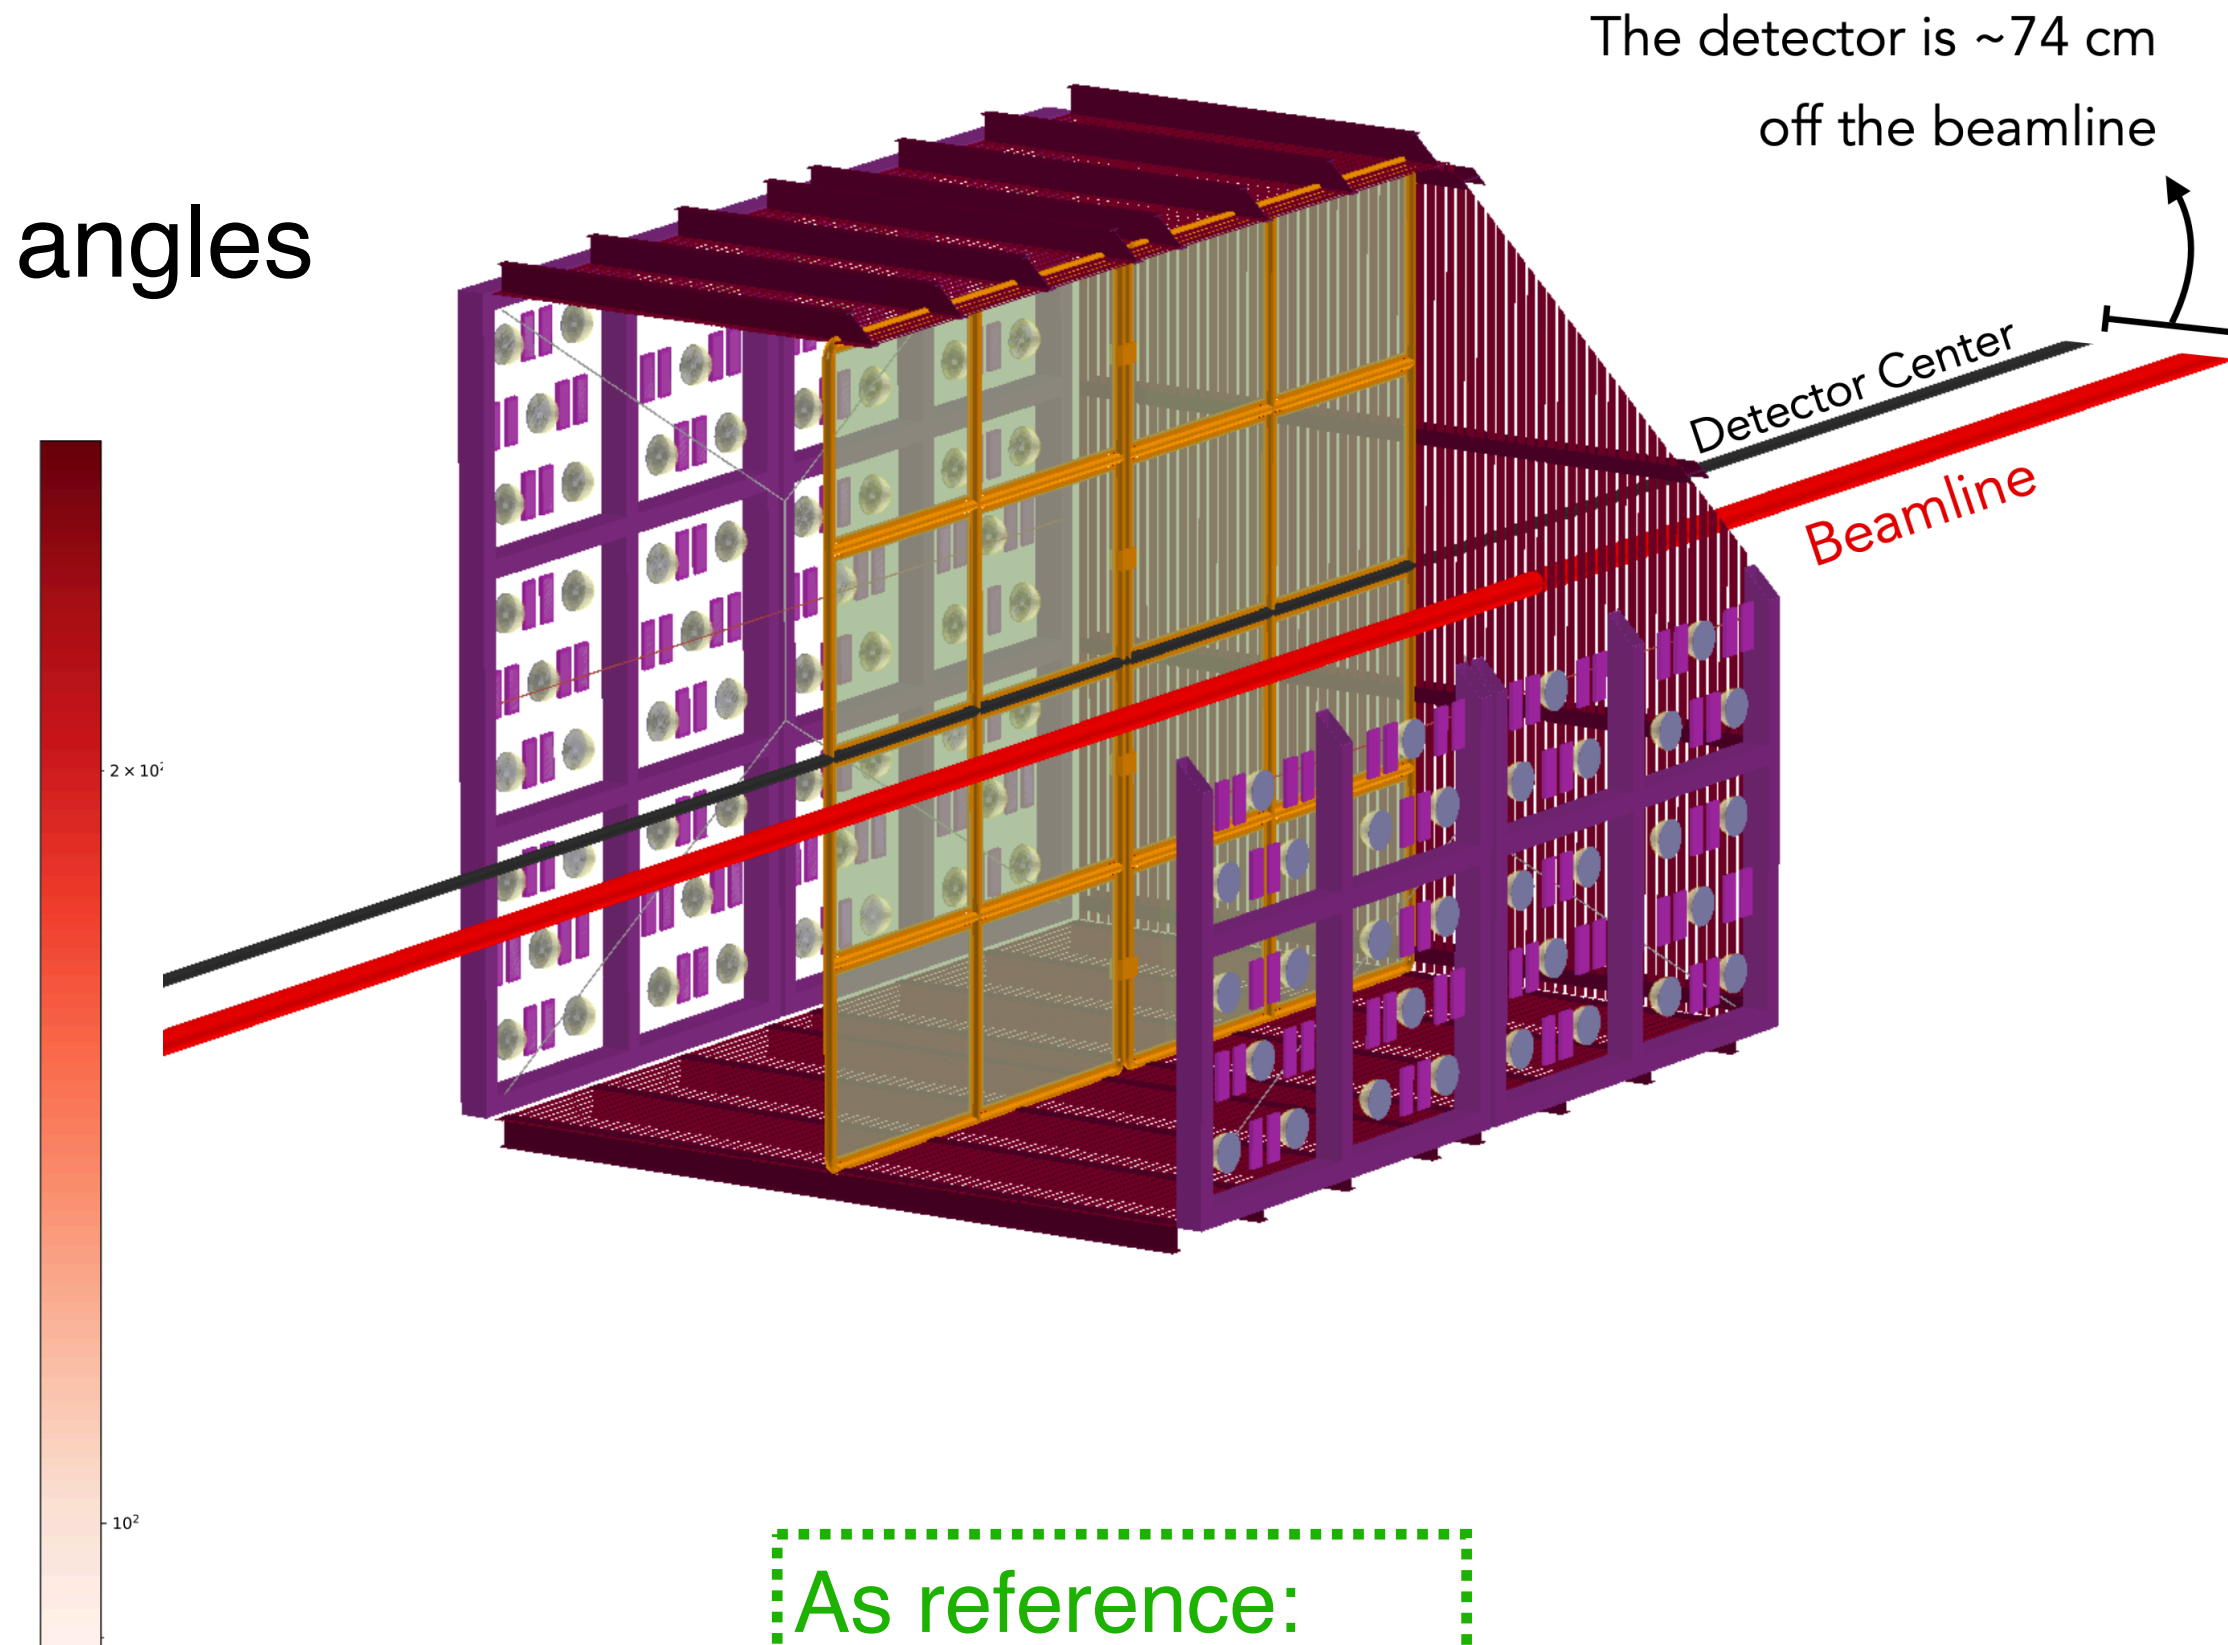 The detector is ~74 cm
off the beamline
angles
Detector Center
Beamline
2 × 10²
10²
As reference: